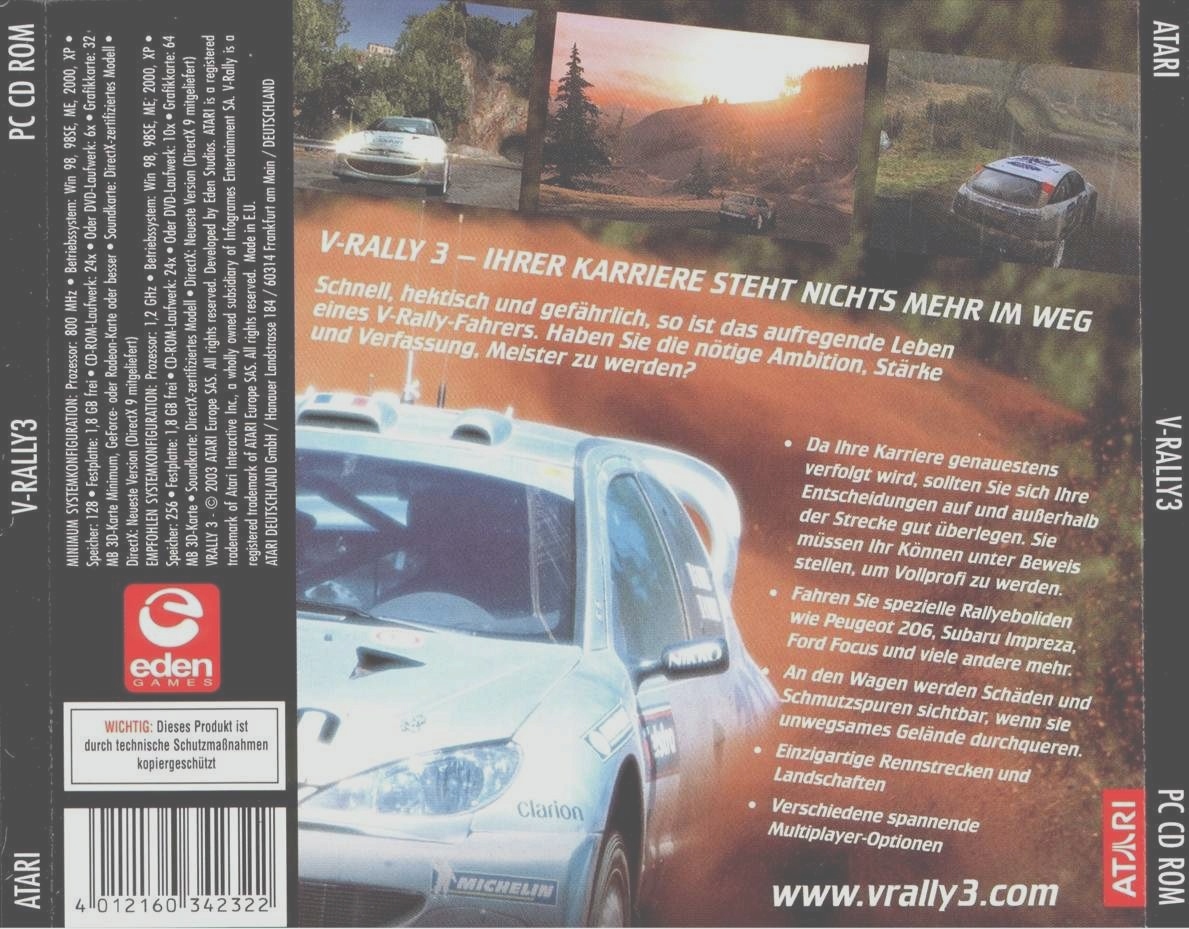 PC CD ROM
V-RALLY3
ATARI
MINIMUM SYSTEMKONFIGURATION: Prozessor: 800 MHz • Betriebssystem: Win 98, 98SE, ME, 2000, XP •
Speicher: 128 • Festplatte: 1,8 GB frei • CD-ROM-Laufwerk: 24x • Oder DVD-Laufwerk: 6x • Grafikkarte: 32
MB 3D-Karte Minimum, GeForce- oder Radeon-Karte oder besser • Soundkarte: DirectX-zertifiziertes Modell •
DirectX: Neueste Version (DirectX 9 mitgeliefert)
EMPFOHLEN SYSTEMKONFIGURATION: Prozessor: 1,2 GHz • Betriebssystem: Win 98, 98SE, ME, 2000, XP •
Speicher: 256 • Festplatte: 1,8 GB frei • CD-ROM-Laufwerk: 24x • Oder DVD-Laufwerk: 10x • Grafikkarte: 64
MB 3D-Karte • Soundkarte: DirectX-zertifiziertes Modell • DirectX: Neueste Version (DirectX 9 mitgeliefert)
VRALLY 3 - © 2003 ATARI Europe SAS. All rights reserved. Developed by Eden Studios. ATARI is a registered
trademark of Atari Interactive Inc., a wholly owned subsidiary of Infogrames Entertainment SA. V-Rally is a
registered trademark of ATARI Europe SAS. All rights reserved. Made in E.U.
ATARI DEUTSCHLAND GmbH / Hanauer Landstrasse 184 / 60314 Frankfurt am Main / DEUTSCHLAND
eden
GAMES
WICHTIG: Dieses Produkt ist
durch technische Schutzmaßnahmen
kopiergeschützt
4 012160 342322
V-RALLY 3 – IHRER KARRIERE STEHT NICHTS MEHR IM WEG
Schnell, hektisch und gefährlich, so ist das aufregende Leben
eines V-Rally-Fahrers. Haben Sie die nötige Ambition, Stärke
und Verfassung, Meister zu werden?
• Da Ihre Karriere genauestens
verfolgt wird, sollten Sie sich Ihre
Entscheidungen auf und außerhalb
der Strecke gut überlegen. Sie
müssen Ihr Können unter Beweis
stellen, um Vollprofi zu werden.
• Fahren Sie spezielle Rallyeboliden
wie Peugeot 206, Subaru Impreza,
Ford Focus und viele andere mehr.
• An den Wagen werden Schäden und
Schmutzspuren sichtbar, wenn sie
unwegsames Gelände durchqueren.
• Einzigartige Rennstrecken und
Landschaften
• Verschiedene spannende
Multiplayer-Optionen
clarion
MICHELIN
www.vrally3.com
ATARI
ATARI
V-RALLY3
PC CD ROM